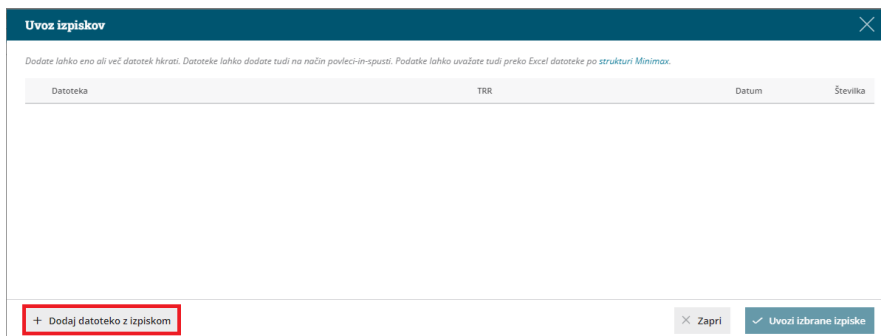 Uvoz izpiskov
Dodate lahko eno ali več datotek hkrati. Datoteke lahko dodate tudi na način povleci-in-spusti. Podatke lahko uvažate tudi preko Excel datoteke po strukturi Minimax.
Datoteka TRR Datum Številka
+ Dodaj datoteko z izpiskom × Zapri ✓ Uvozi izbrane izpiske